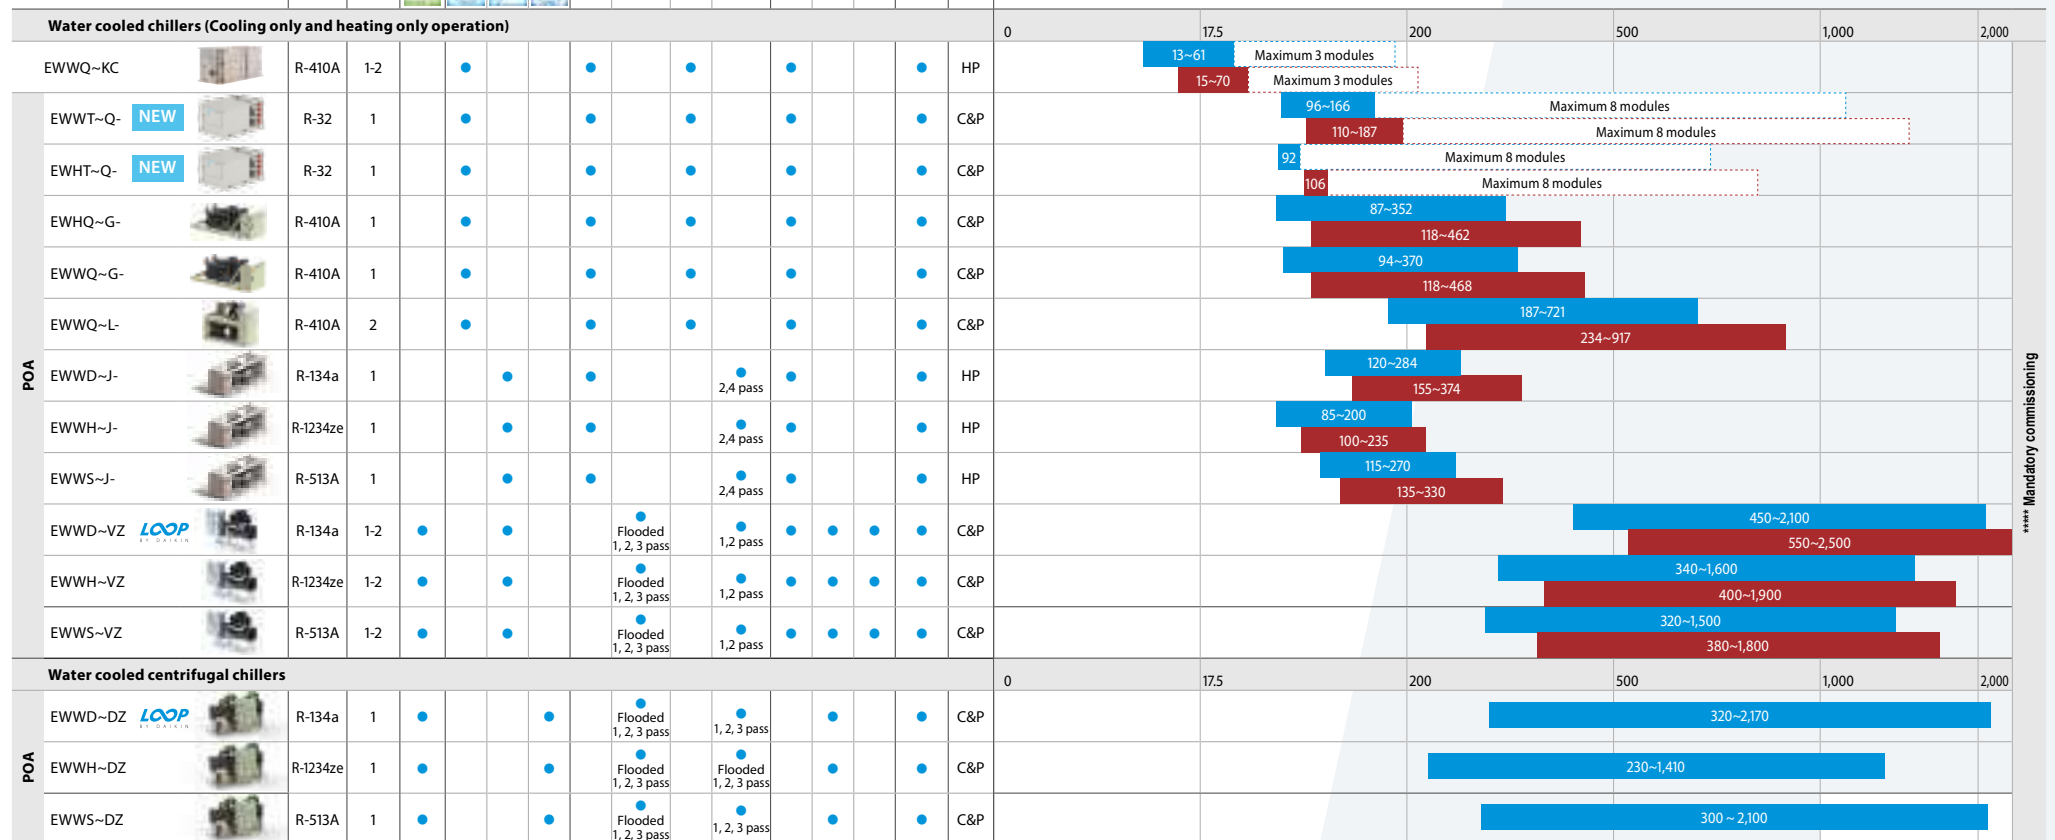 Water cooled chillers (Cooling only and heating only operation) 0 17.5 200 500 1,000 2,000
EWWQ~KC R-410A 1-2 HP 13~61 Maximum 3 modules
15~70 Maximum 3 modules
EWWT~Q- NEW R-32 1 C&P 96~166 Maximum 8 modules
110~187 Maximum 8 modules
EWHT~Q- NEW R-32 1 C&P 92 Maximum 8 modules
106 Maximum 8 modules
EWHQ~G- R-410A 1 C&P 87~352
118~462
EWWQ~G- R-410A 1 C&P 94~370
118~468
EWWQ~L- R-410A 2 C&P 187~721
234~917
POA
EWWD~J- R-134a 1 2,4 pass HP 120~284
155~374
EWWH~J- R-1234ze 1 2,4 pass HP 85~200
100~235
EWWS~J- R-513A 1 2,4 pass HP 115~270
135~330
EWWD~VZ LOOP BY DAIKIN R-134a 1-2 Flooded 1, 2, 3 pass 1,2 pass C&P 450~2,100
550~2,500
EWWH~VZ R-1234ze 1-2 Flooded 1, 2, 3 pass 1,2 pass C&P 340~1,600
400~1,900
EWWS~VZ R-513A 1-2 Flooded 1, 2, 3 pass 1,2 pass C&P 320~1,500
380~1,800
***** Mandatory commissioning
Water cooled centrifugal chillers 0 17.5 200 500 1,000 2,000
POA
EWWD~DZ LOOP BY DAIKIN R-134a 1 Flooded 1, 2, 3 pass 1, 2, 3 pass C&P 320~2,170
EWWH~DZ R-1234ze 1 Flooded 1, 2, 3 pass Flooded 1, 2, 3 pass C&P 230~1,410
EWWS~DZ R-513A 1 Flooded 1, 2, 3 pass 1, 2, 3 pass C&P 300 ~ 2,100